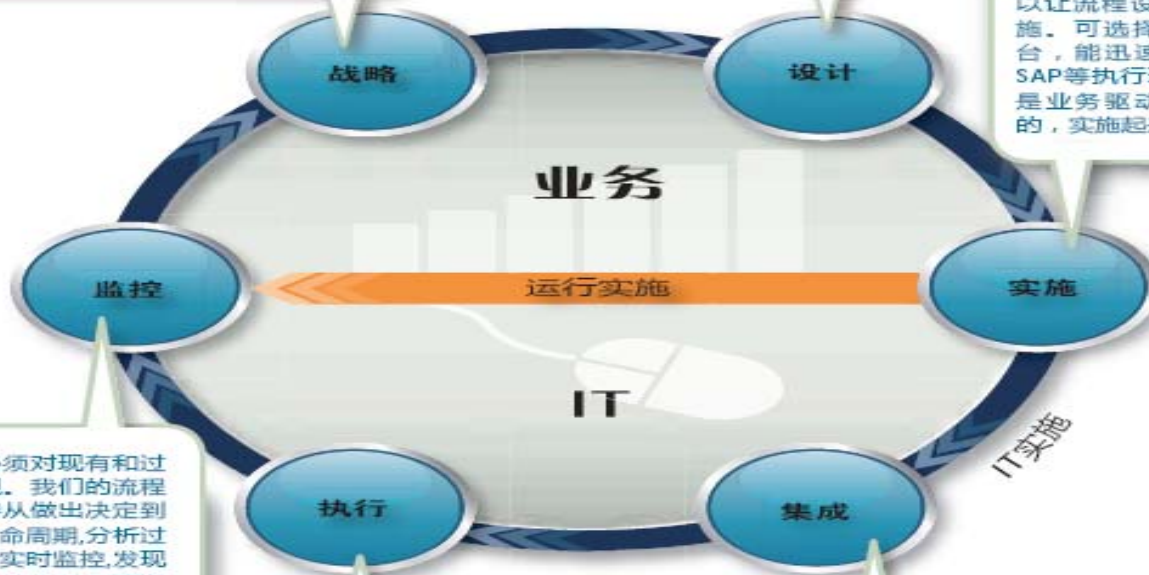 以让流程设
施。可选择
台，能迅速
SAP等执行
是业务驱动
的，实施起
战略
设计
业务
监控
运行实施
实施
IT
IT实施
须对现有和过
。我们的流程
从做出决定到
命周期,分析过
实时监控,发现
执行
集成